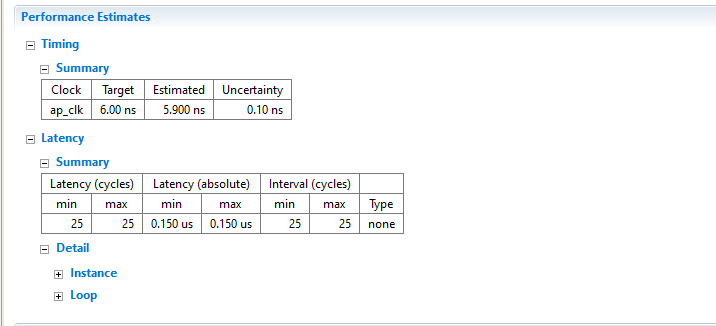 Performance Estimates
Timing
Summary
Clock Target Estimated Uncertainty
ap_clk 6.00 ns 5.900 ns 0.10 ns
Latency
Summary
Latency (cycles) Latency (absolute) Interval (cycles)
min max min max min max Type
25 25 0.150 us 0.150 us 25 25 none
Detail
Instance
Loop